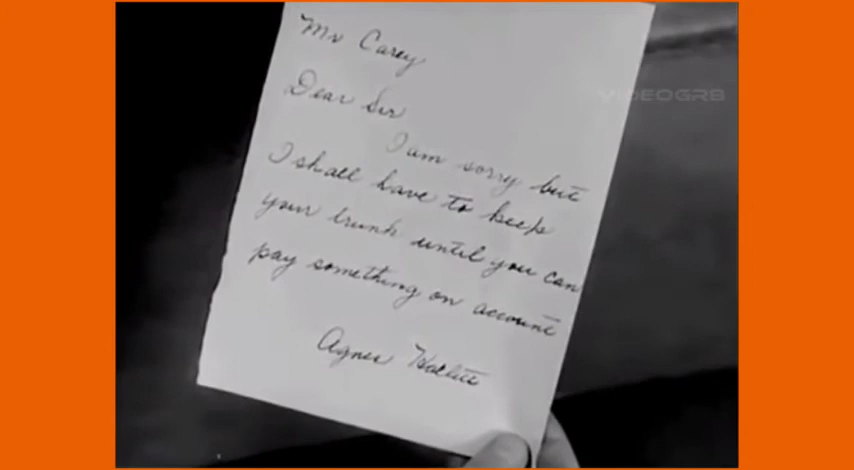 Mr Carey
Dear Sir
I am sorry but
I shall have to keep
your trunk until you can
pay something on account
Agnes
VIDEOGRB